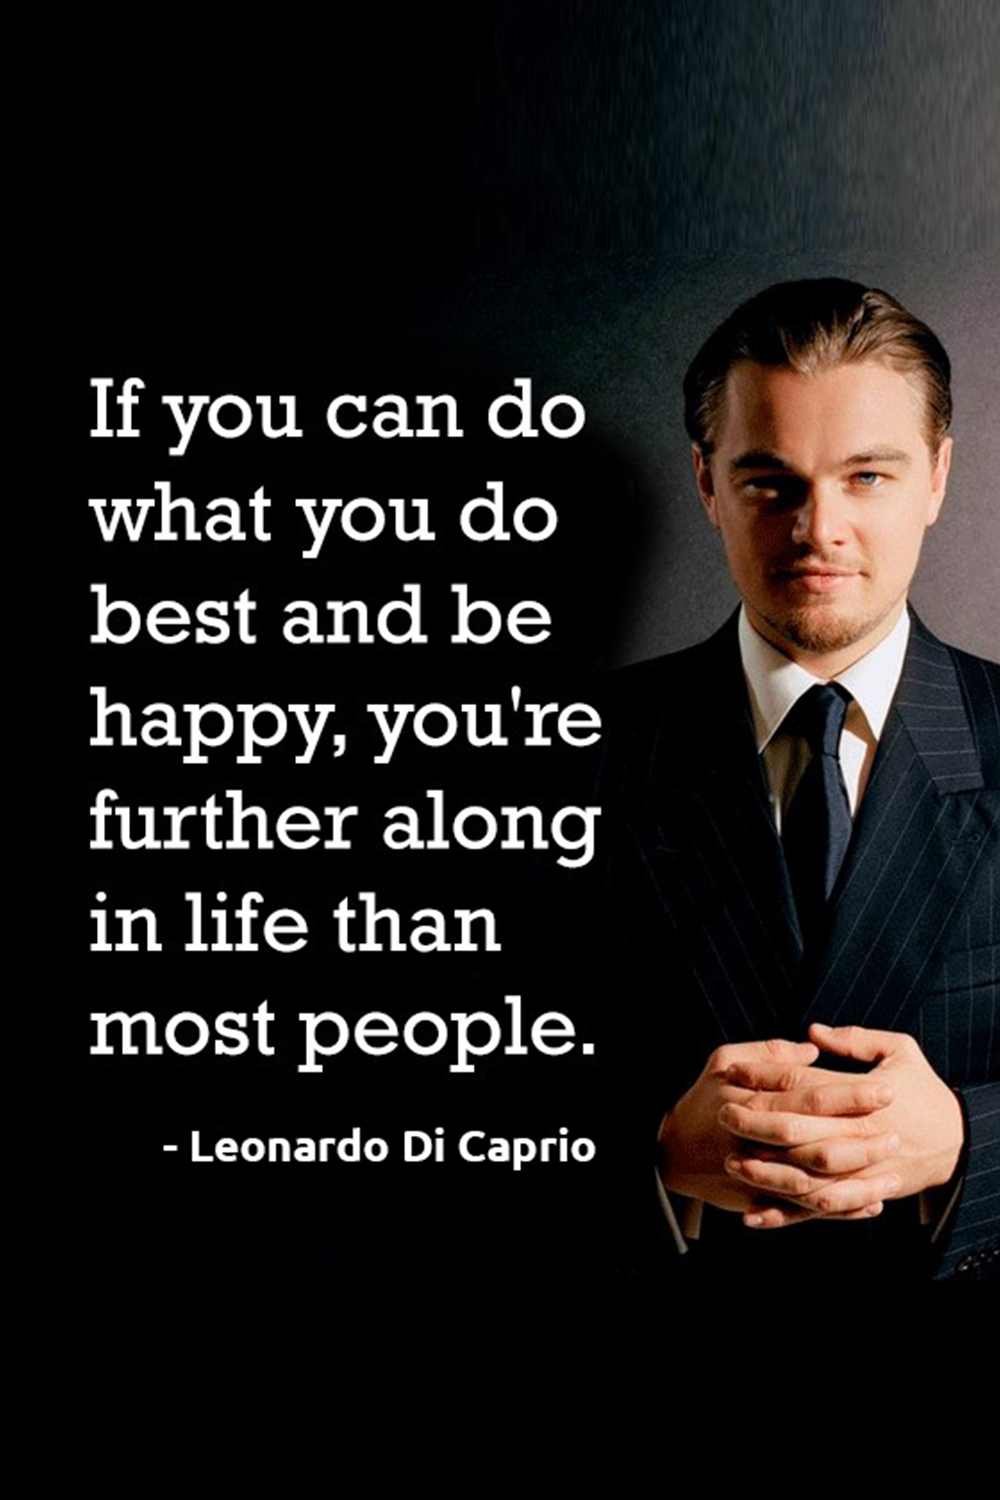 If you can do
what you do
best and be
happy, you're
further along
in life than
most people.
- Leonardo Di Caprio